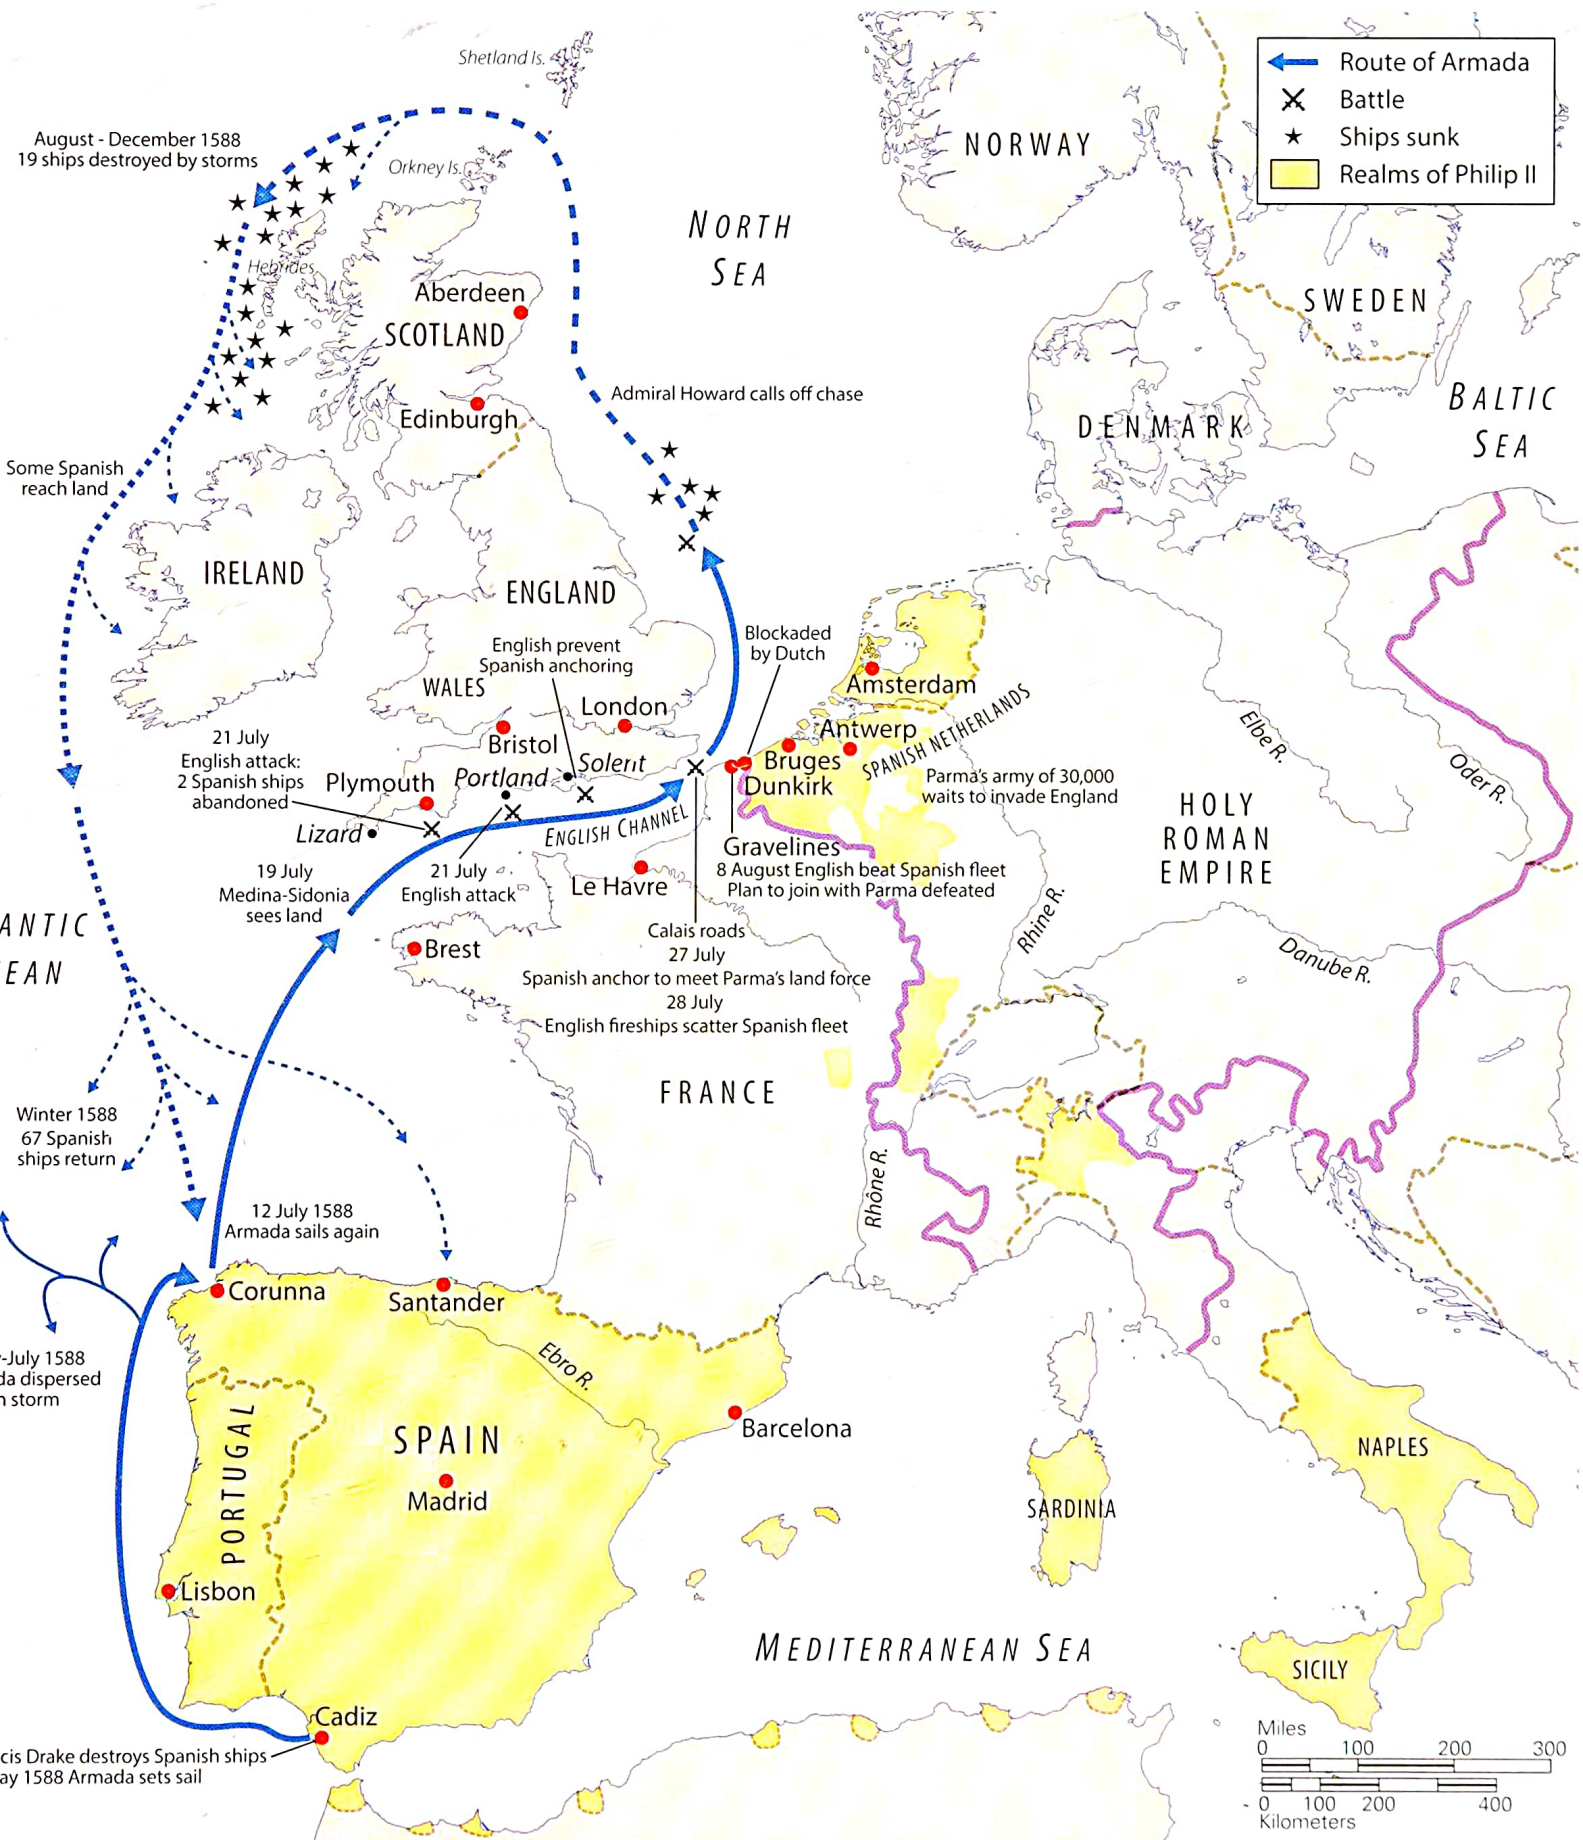 Shetland Is.
Route of Armada
Battle
Ships sunk
Realms of Philip II
August - December 1588
19 ships destroyed by storms
Orkney Is.
NORWAY
NORTH
SEA
Hebrides
Aberdeen
SCOTLAND
SWEDEN
Admiral Howard calls off chase
Edinburgh
BALTIC
SEA
DENMARK
Some Spanish
reach land
IRELAND
ENGLAND
English prevent
Spanish anchoring
Blockaded
by Dutch
WALES
London
Amsterdam
SPANISH NETHERLANDS
Bristol
Antwerp
Elbe R.
21 July
English attack:
2 Spanish ships
abandoned
Plymouth
Portland
Solent
Bruges
Dunkirk
Oder R.
Parma's army of 30,000
waits to invade England
Lizard
ENGLISH CHANNEL
HOLY
ROMAN
EMPIRE
Gravelines
8 August English beat Spanish fleet
Plan to join with Parma defeated
19 July
Medina-Sidonia
sees land
21 July
English attack
Le Havre
ANTIC
EAN
Brest
Calais roads
27 July
Spanish anchor to meet Parma's land force
28 July
English fireships scatter Spanish fleet
Rhine R.
Danube R.
FRANCE
Winter 1588
67 Spanish
ships return
Rhône R.
12 July 1588
Armada sails again
Corunna
Santander
-July 1588
da dispersed
storm
Ebro R.
Barcelona
PORTUGAL
SPAIN
Madrid
NAPLES
SARDINIA
Lisbon
MEDITERRANEAN SEA
SICILY
Cadiz
cis Drake destroys Spanish ships
ay 1588 Armada sets sail
Miles
0 100 200 300
0 100 200 400
Kilometers